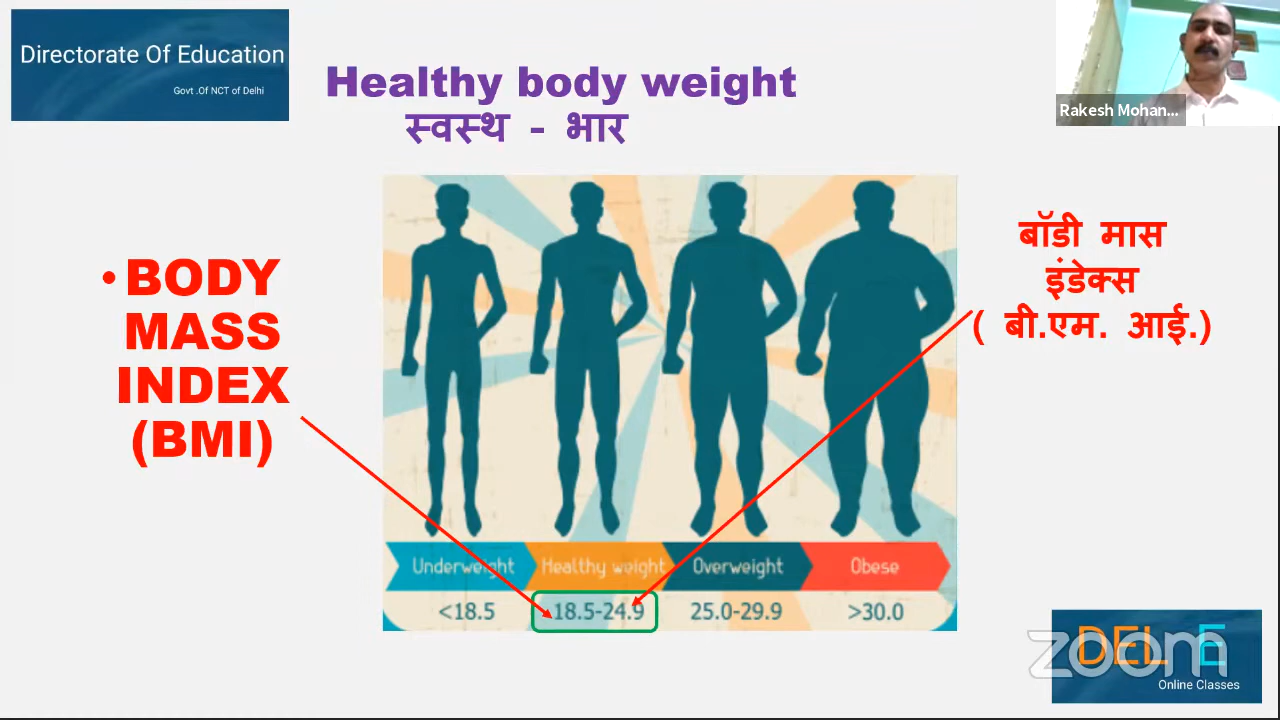 Directorate Of Education
Govt .Of NCT of Delhi
Healthy body weight
स्वस्थ - भार
Rakesh Mohan...
• BODY
MASS
INDEX
(BMI)
बॉडी मास
इंडेक्स
( बी.एम. आई.)
Underweight Healthy weight Overweight Obese
<18.5 18.5-24.9 25.0-29.9 >30.0
DEL E
zoom
Online Classes